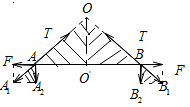 O
T T
F A B F
A₁ A₂ O' B₂ B₁